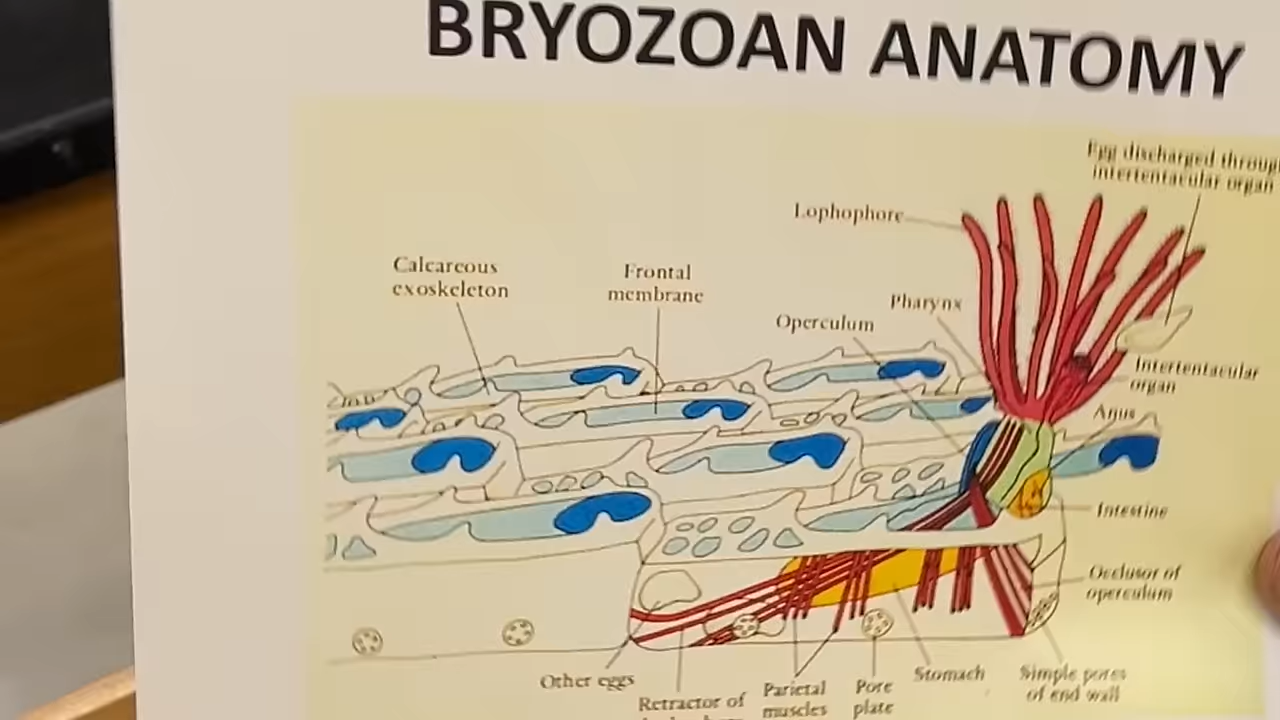 BRYOZOAN ANATOMY
Egg discharged through
intertentacular organ
Lophophore
Calcareous
exoskeleton
Frontal
membrane
Pharynx
Operculum
Intertentacular
organ
Anus
Intestine
Occlusor of
operculum
Other eggs
Retractor of
Parietal
muscles
Pore
plate
Stomach
Simple pores
of end wall